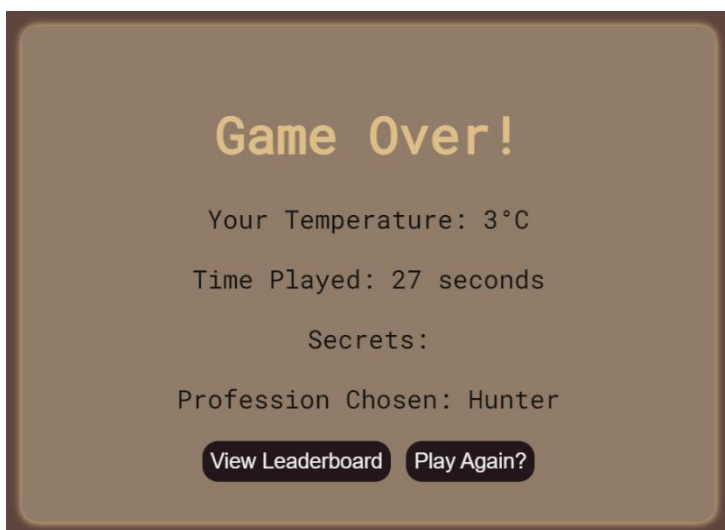 Game Over!
Your Temperature: 3°C
Time Played: 27 seconds
Secrets:
Profession Chosen: Hunter
View Leaderboard Play Again?